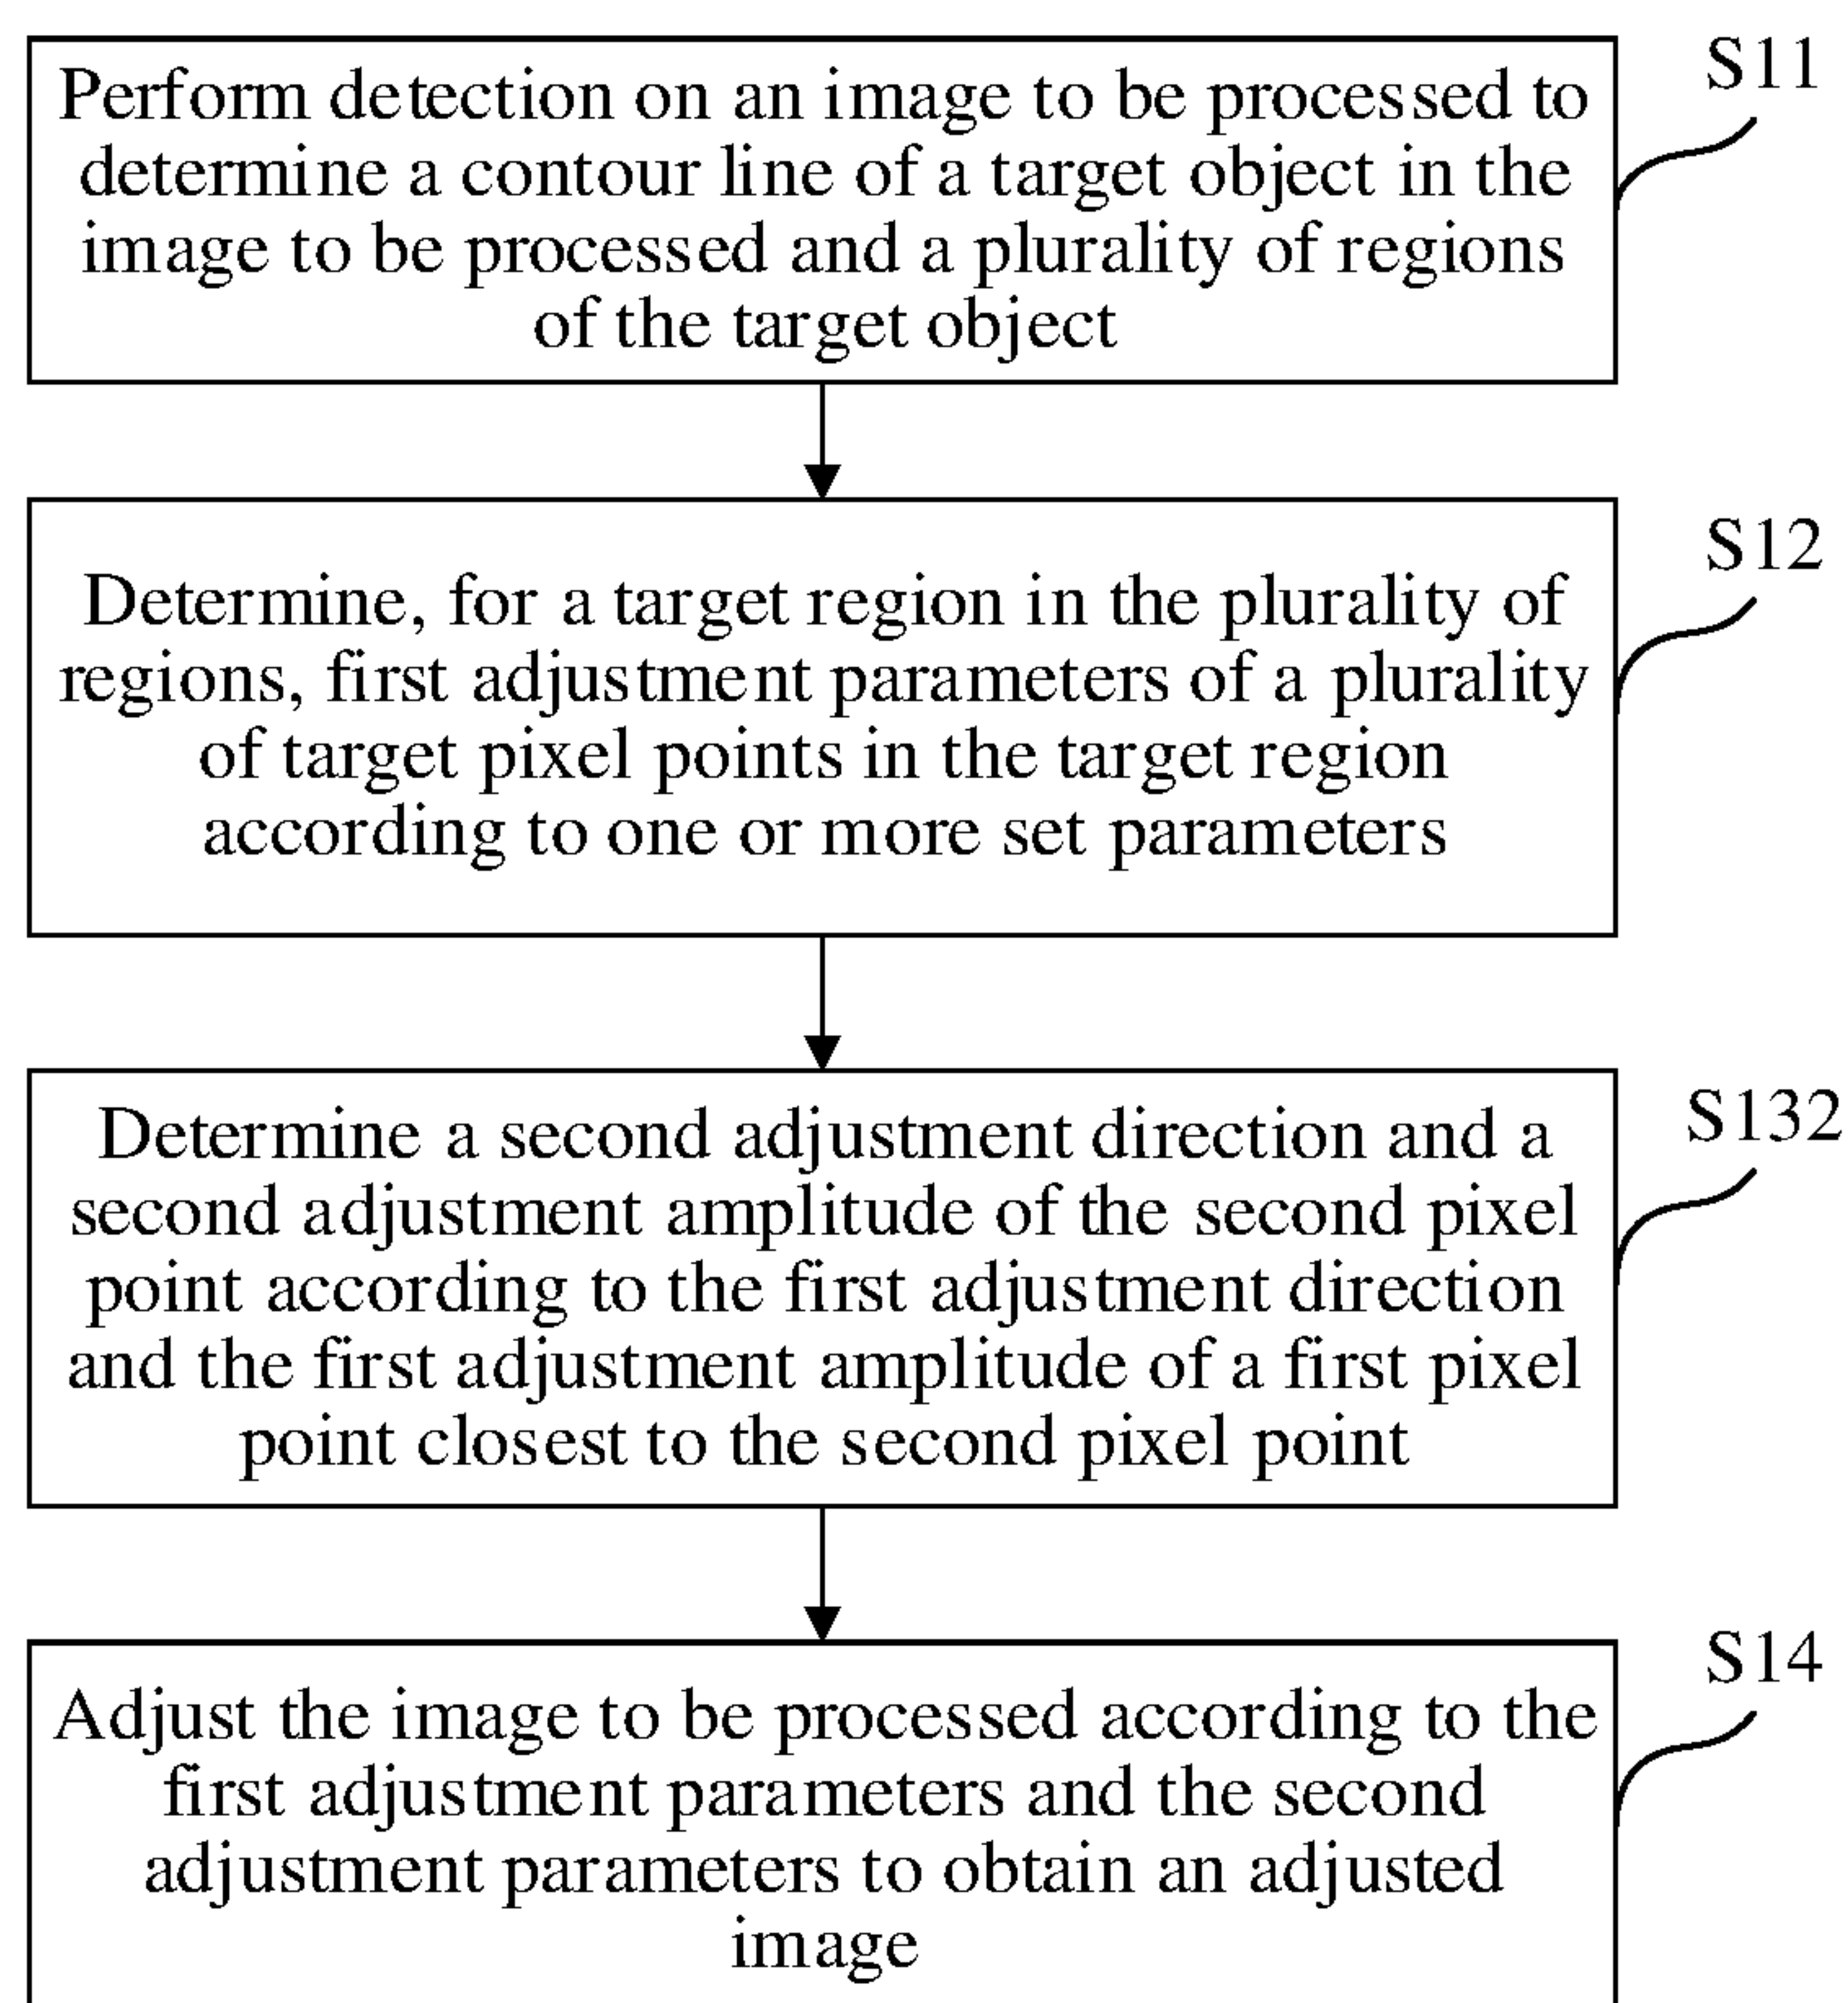 Perform detection on an image to be processed to
determine a contour line of a target object in the
image to be processed and a plurality of regions
of the target object
S11
Determine, for a target region in the plurality of
regions, first adjustment parameters of a plurality
of target pixel points in the target region
according to one or more set parameters
S12
Determine a second adjustment direction and a
second adjustment amplitude of the second pixel
point according to the first adjustment direction
and the first adjustment amplitude of a first pixel
point closest to the second pixel point
S132
Adjust the image to be processed according to the
first adjustment parameters and the second
adjustment parameters to obtain an adjusted
image
S14